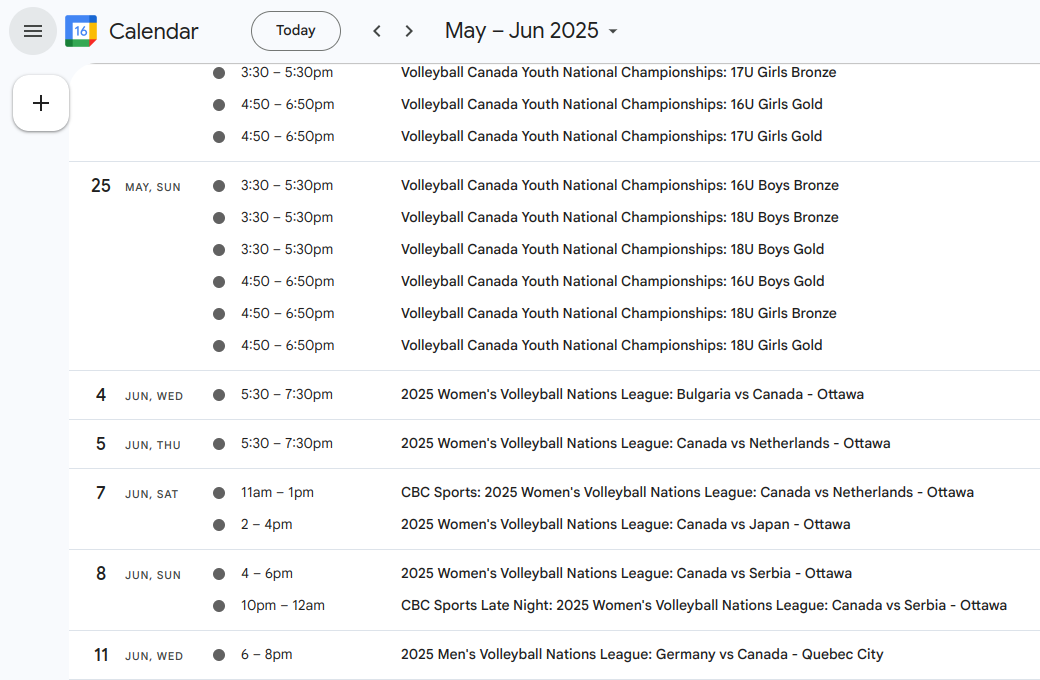 16 Calendar Today May – Jun 2025
3:30 – 5:30pm Volleyball Canada Youth National Championships: 17U Girls Bronze
4:50 – 6:50pm Volleyball Canada Youth National Championships: 16U Girls Gold
4:50 – 6:50pm Volleyball Canada Youth National Championships: 17U Girls Gold
25 MAY, SUN 3:30 – 5:30pm Volleyball Canada Youth National Championships: 16U Boys Bronze
3:30 – 5:30pm Volleyball Canada Youth National Championships: 18U Boys Bronze
3:30 – 5:30pm Volleyball Canada Youth National Championships: 18U Boys Gold
4:50 – 6:50pm Volleyball Canada Youth National Championships: 16U Boys Gold
4:50 – 6:50pm Volleyball Canada Youth National Championships: 18U Girls Bronze
4:50 – 6:50pm Volleyball Canada Youth National Championships: 18U Girls Gold
4 JUN, WED 5:30 – 7:30pm 2025 Women's Volleyball Nations League: Bulgaria vs Canada - Ottawa
5 JUN, THU 5:30 – 7:30pm 2025 Women's Volleyball Nations League: Canada vs Netherlands - Ottawa
7 JUN, SAT 11am – 1pm CBC Sports: 2025 Women's Volleyball Nations League: Canada vs Netherlands - Ottawa
2 – 4pm 2025 Women's Volleyball Nations League: Canada vs Japan - Ottawa
8 JUN, SUN 4 – 6pm 2025 Women's Volleyball Nations League: Canada vs Serbia - Ottawa
10pm – 12am CBC Sports Late Night: 2025 Women's Volleyball Nations League: Canada vs Serbia - Ottawa
11 JUN, WED 6 – 8pm 2025 Men's Volleyball Nations League: Germany vs Canada - Quebec City